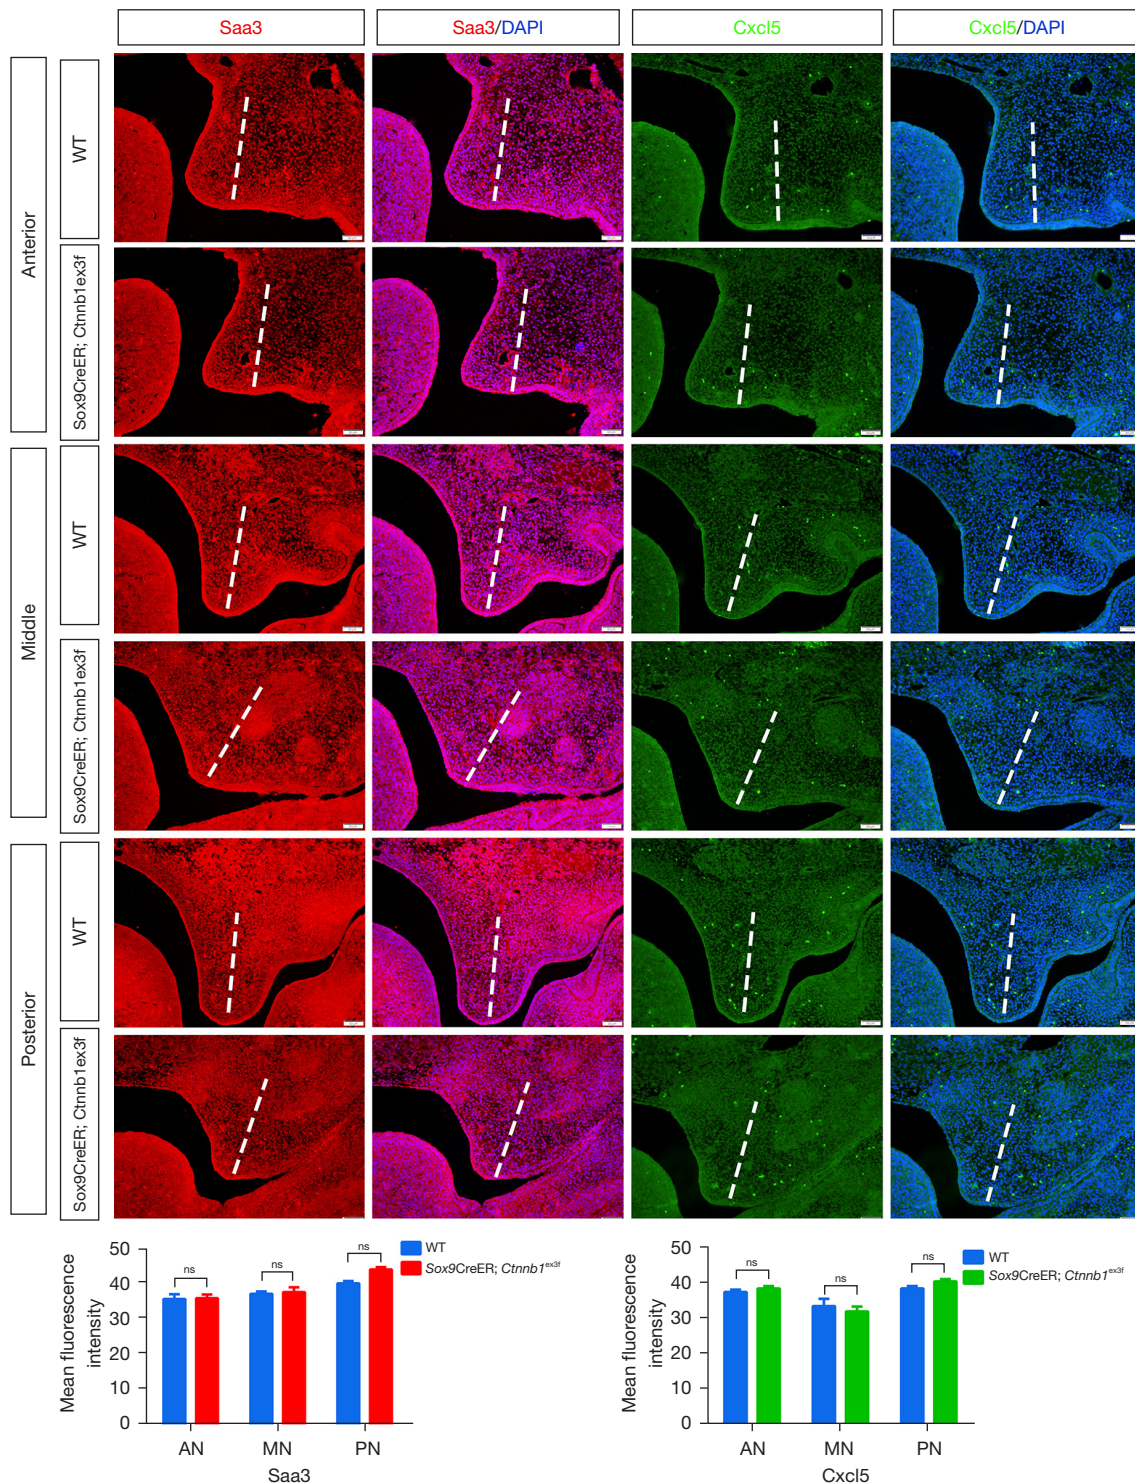 Saa3
Saa3/DAPI
Cxcl5
Cxcl5/DAPI
Anterior
WT
Sox9CreER; Ctnnb1ex3f
Middle
WT
Sox9CreER; Ctnnb1ex3f
Posterior
WT
Sox9CreER; Ctnnb1ex3f
Mean fluorescence
intensity
50
40
30
20
10
0
ns
ns
ns
WT
Sox9CreER; Ctnnb1ex3f
AN
MN
PN
Saa3
Mean fluorescence
intensity
50
40
30
20
10
0
ns
ns
ns
WT
Sox9CreER; Ctnnb1ex3f
AN
MN
PN
Cxcl5